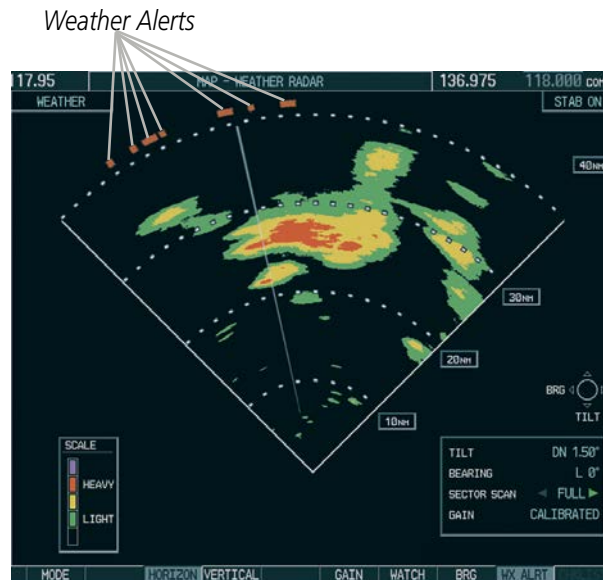 Weather Alerts
17.95 MAP - WEATHER RADAR 136.975 118.000 COM
WEATHER STAB ON
40NM
30NM
20NM
BRG
TILT
10NM
SCALE
HEAVY
LIGHT
TILT DN 1.50°
BEARING L 0°
SECTOR SCAN FULL
GAIN CALIBRATED
MODE HORIZON VERTICAL GAIN WATCH BRG WX ALRT